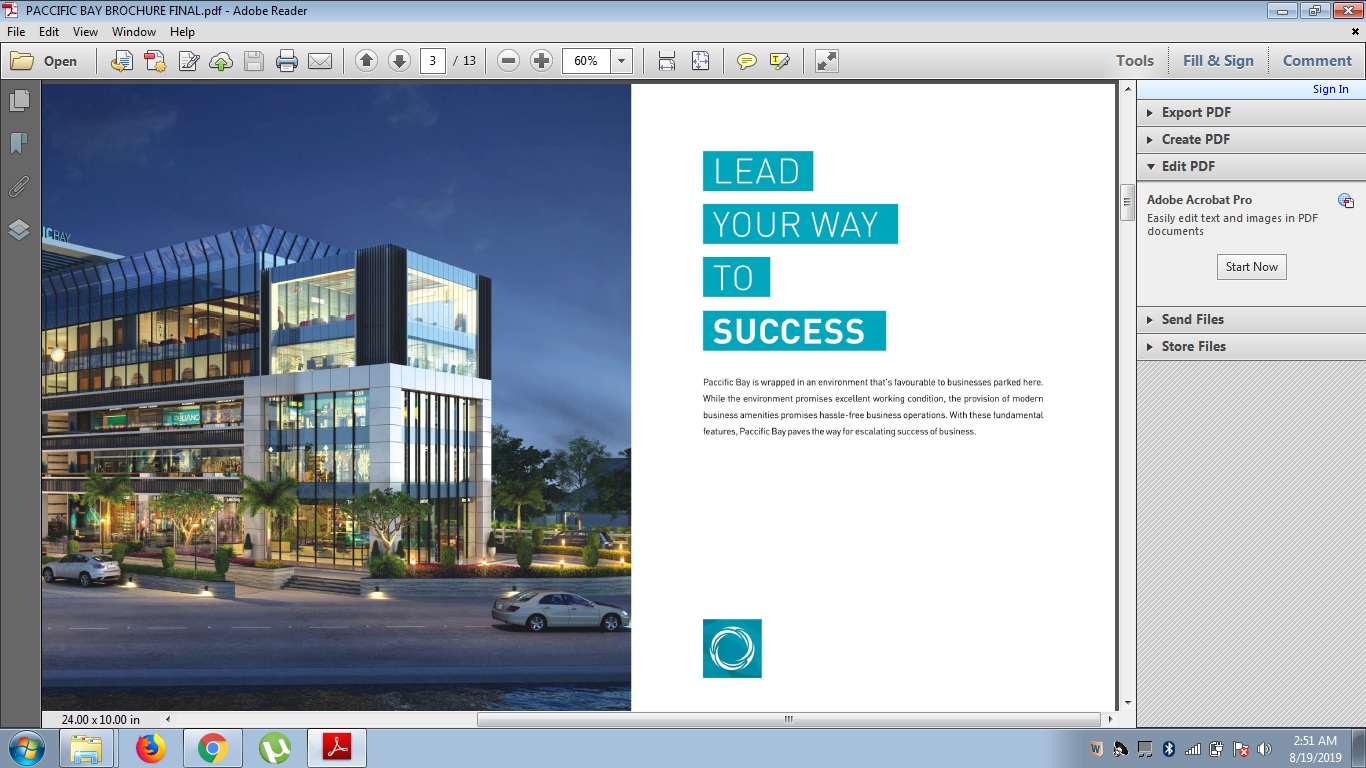 PACCIFIC BAY BROCHURE FINAL.pdf - Adobe Reader
File Edit View Window Help
Open 3 / 13 60% Tools Fill & Sign Comment
Sign In
Export PDF
Create PDF
Edit PDF
Adobe Acrobat Pro
Easily edit text and images in PDF
documents
Start Now
Send Files
Store Files
BAY
RELIANC
LEAD
YOUR WAY
TO
SUCCESS
Paccific Bay is wrapped in an environment that's favourable to businesses parked here.
While the environment promises excellent working condition, the provision of modern
business amenities promises hassle-free business operations. With these fundamental
features, Paccific Bay paves the way for escalating success of business.
24.00 x 10.00 in
2:51 AM
8/19/2019